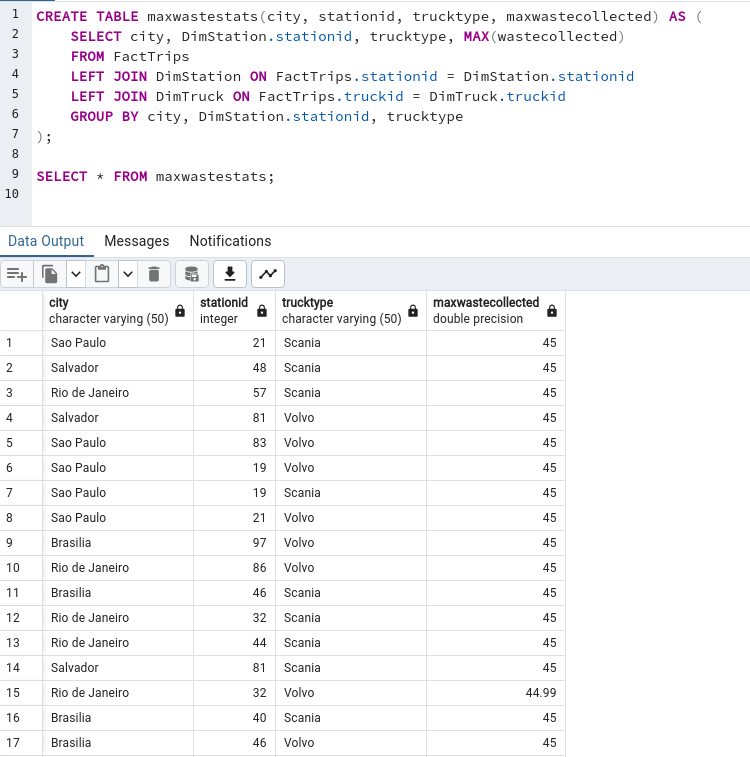 1 CREATE TABLE maxwastestats(city, stationid, trucktype, maxwastecollected) AS (
2 SELECT city, DimStation.stationid, trucktype, MAX(wastecollected)
3 FROM FactTrips
4 LEFT JOIN DimStation ON FactTrips.stationid = DimStation.stationid
5 LEFT JOIN DimTruck ON FactTrips.truckid = DimTruck.truckid
6 GROUP BY city, DimStation.stationid, trucktype
7 );
8
9 SELECT * FROM maxwastestats;
10
Data Output Messages Notifications
city stationid trucktype maxwastecollected
character varying (50) integer character varying (50) double precision
1 Sao Paulo 21 Scania 45
2 Salvador 48 Scania 45
3 Rio de Janeiro 57 Scania 45
4 Salvador 81 Volvo 45
5 Sao Paulo 83 Volvo 45
6 Sao Paulo 19 Volvo 45
7 Sao Paulo 19 Scania 45
8 Sao Paulo 21 Volvo 45
9 Brasilia 97 Volvo 45
10 Rio de Janeiro 86 Volvo 45
11 Brasilia 46 Scania 45
12 Rio de Janeiro 32 Scania 45
13 Rio de Janeiro 44 Scania 45
14 Salvador 81 Scania 45
15 Rio de Janeiro 32 Volvo 44.99
16 Brasilia 40 Scania 45
17 Brasilia 46 Volvo 45